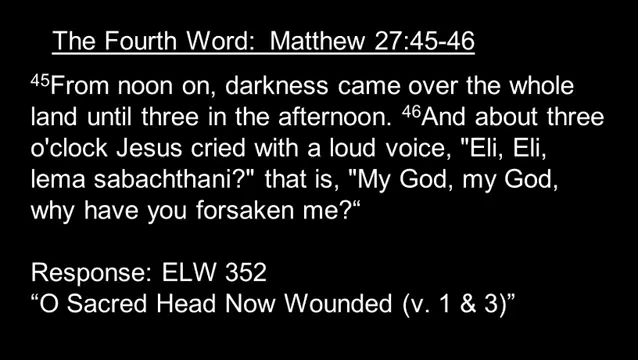 The Fourth Word: Matthew 27:45-46
45From noon on, darkness came over the whole
land until three in the afternoon. 46And about three
o'clock Jesus cried with a loud voice, "Eli, Eli,
lema sabachthani?" that is, "My God, my God,
why have you forsaken me?“
Response: ELW 352
“O Sacred Head Now Wounded (v. 1 & 3)”